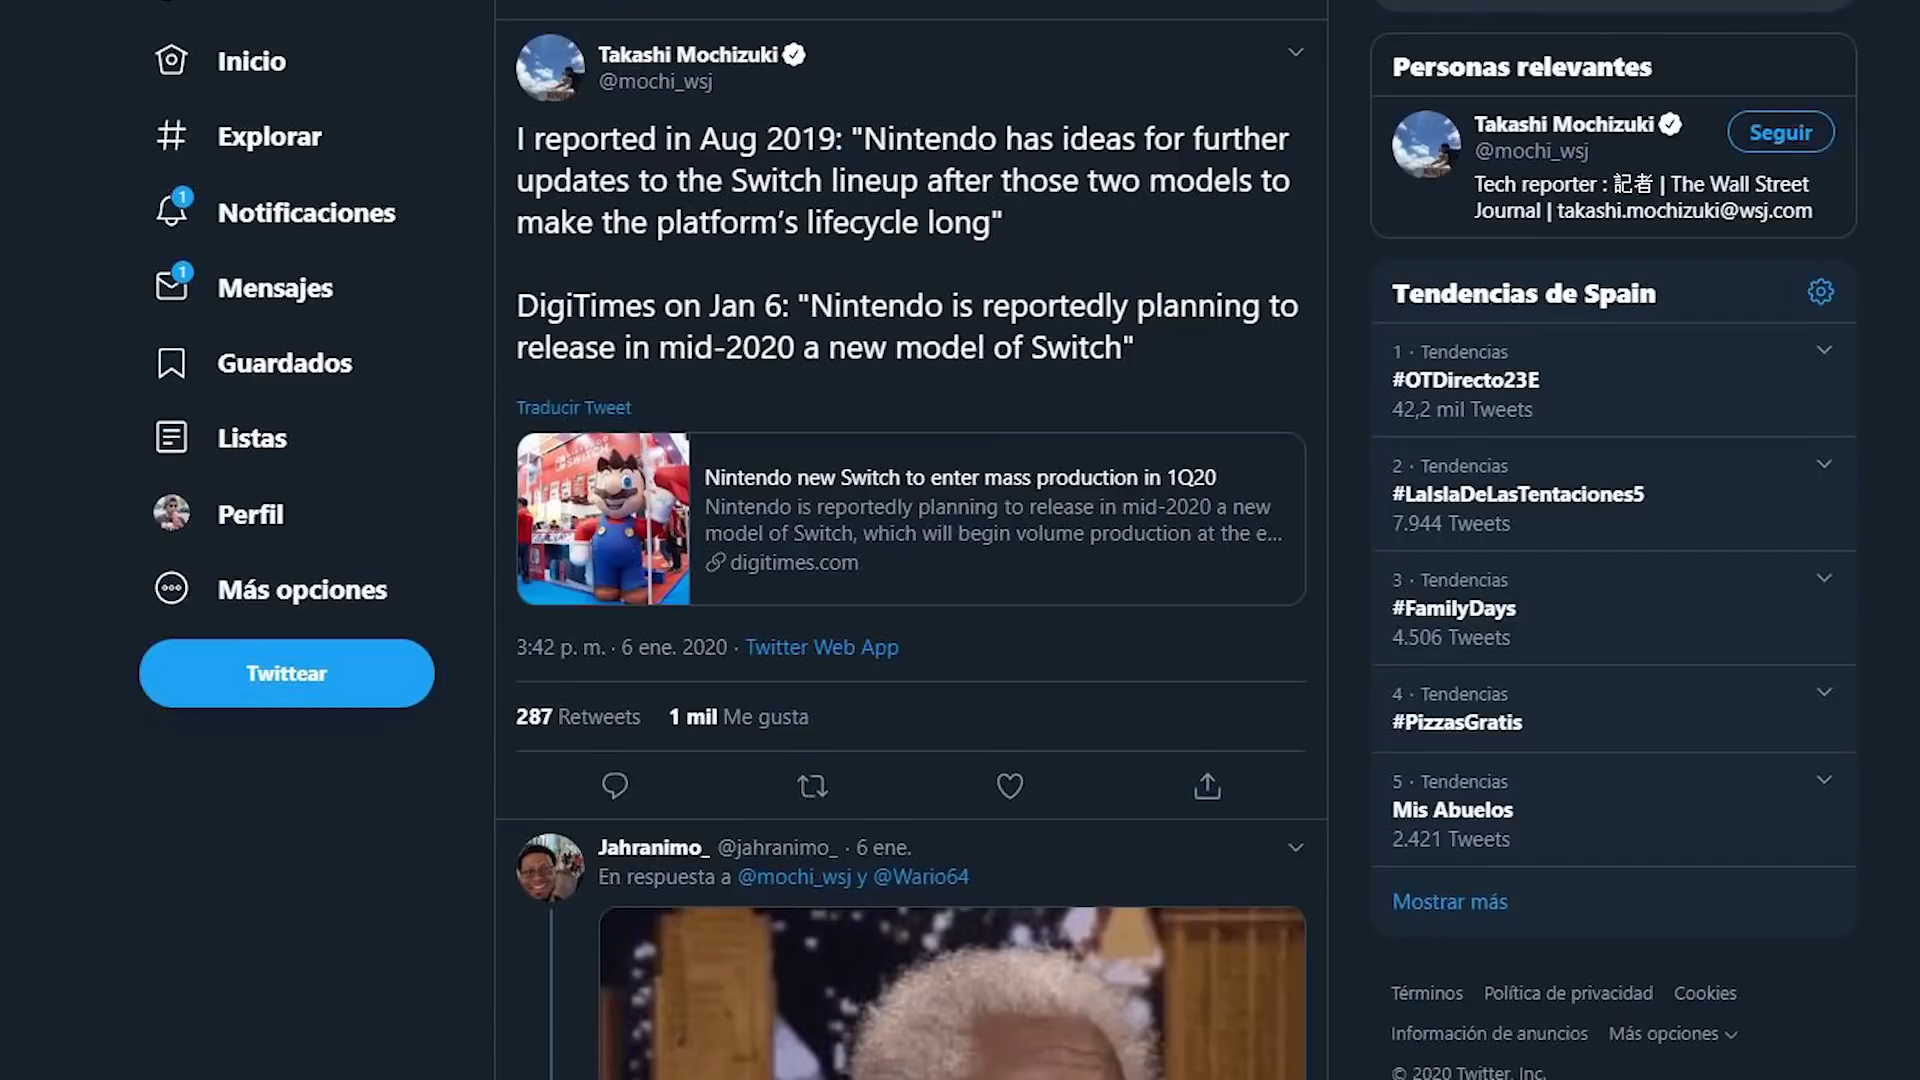 Inicio
Explorar
1
Notificaciones
1
Mensajes
Guardados
Listas
Perfil
Más opciones
Twittear
Takashi Mochizuki
@mochi_wsj
I reported in Aug 2019: "Nintendo has ideas for further
updates to the Switch lineup after those two models to
make the platform’s lifecycle long"
DigiTimes on Jan 6: "Nintendo is reportedly planning to
release in mid-2020 a new model of Switch"
Traducir Tweet
SWITCH
Nintendo new Switch to enter mass production in 1Q20
Nintendo is reportedly planning to release in mid-2020 a new
model of Switch, which will begin volume production at the e...
digitimes.com
3:42 p. m. · 6 ene. 2020 · Twitter Web App
287 Retweets 1 mil Me gusta
Jahranimo_ @jahranimo_ · 6 ene.
En respuesta a @mochi_wsj y @Wario64
Personas relevantes
Takashi Mochizuki
@mochi_wsj
Seguir
Tech reporter : 記者 | The Wall Street
Journal | takashi.mochizuki@wsj.com
Tendencias de Spain
1 · Tendencias
#OTDirecto23E
42,2 mil Tweets
2 · Tendencias
#LaIslaDeLasTentaciones5
7.944 Tweets
3 · Tendencias
#FamilyDays
4.506 Tweets
4 · Tendencias
#PizzasGratis
5 · Tendencias
Mis Abuelos
2.421 Tweets
Mostrar más
Términos Política de privacidad Cookies
Información de anuncios Más opciones
© 2020 Twitter, Inc.